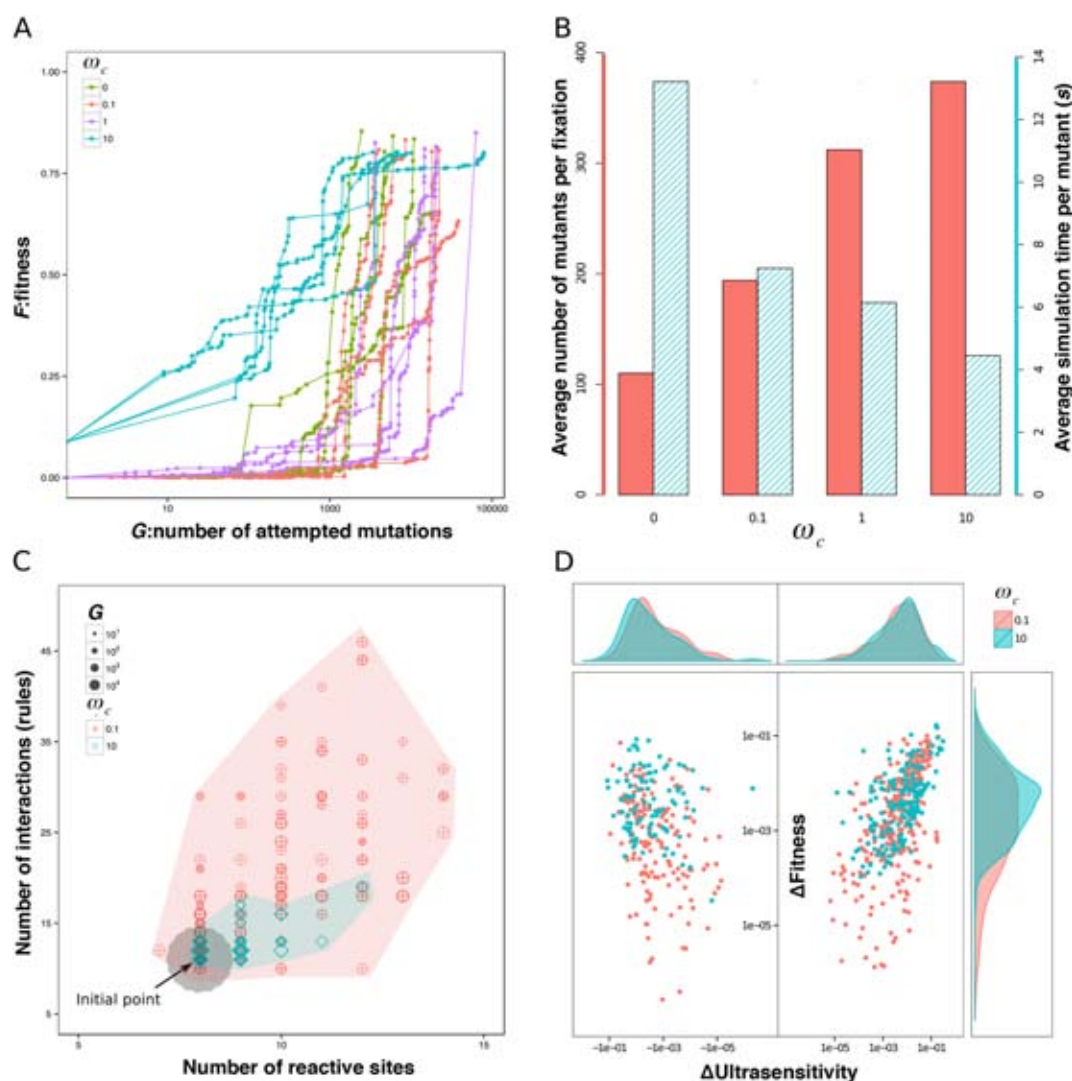 A
ω_c
0
0.1
1
10
1.00
0.75
0.50
0.25
0.00
F:fitness
10
1000
100000
G:number of attempted mutations
B
Average number of mutants per fixation
0
100
200
300
400
Average simulation time per mutant (s)
0
2
4
6
8
10
12
14
0
0.1
1
10
ω_c
C
G
10¹
10²
10³
10⁴
ω_c
0.1
10
45
35
25
15
5
Number of interactions (rules)
Initial point
5
10
15
Number of reactive sites
D
ω_c
0.1
10
1e-01
1e-03
1e-05
ΔFitness
-1e-01
-1e-03
-1e-05
1e-05
1e-03
1e-01
ΔUltrasensitivity